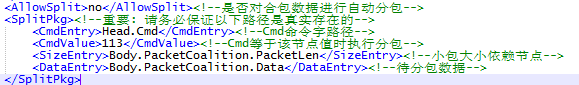 <AllowSplit>no</AllowSplit><!--是否对合包数据进行自动分包-->
<SplitPkg><!--重要：请务必保证以下路径是真实存在的-->
<CmdEntry>Head.Cmd</CmdEntry><!--Cmd命令字路径-->
<CmdValue>113</CmdValue><!--Cmd等于该节点值时执行分包-->
<SizeEntry>Body.PacketCoalition.PacketLen</SizeEntry><!--小包大小依赖节点-->
<DataEntry>Body.PacketCoalition.Data</DataEntry><!--待分包数据-->
</SplitPkg>